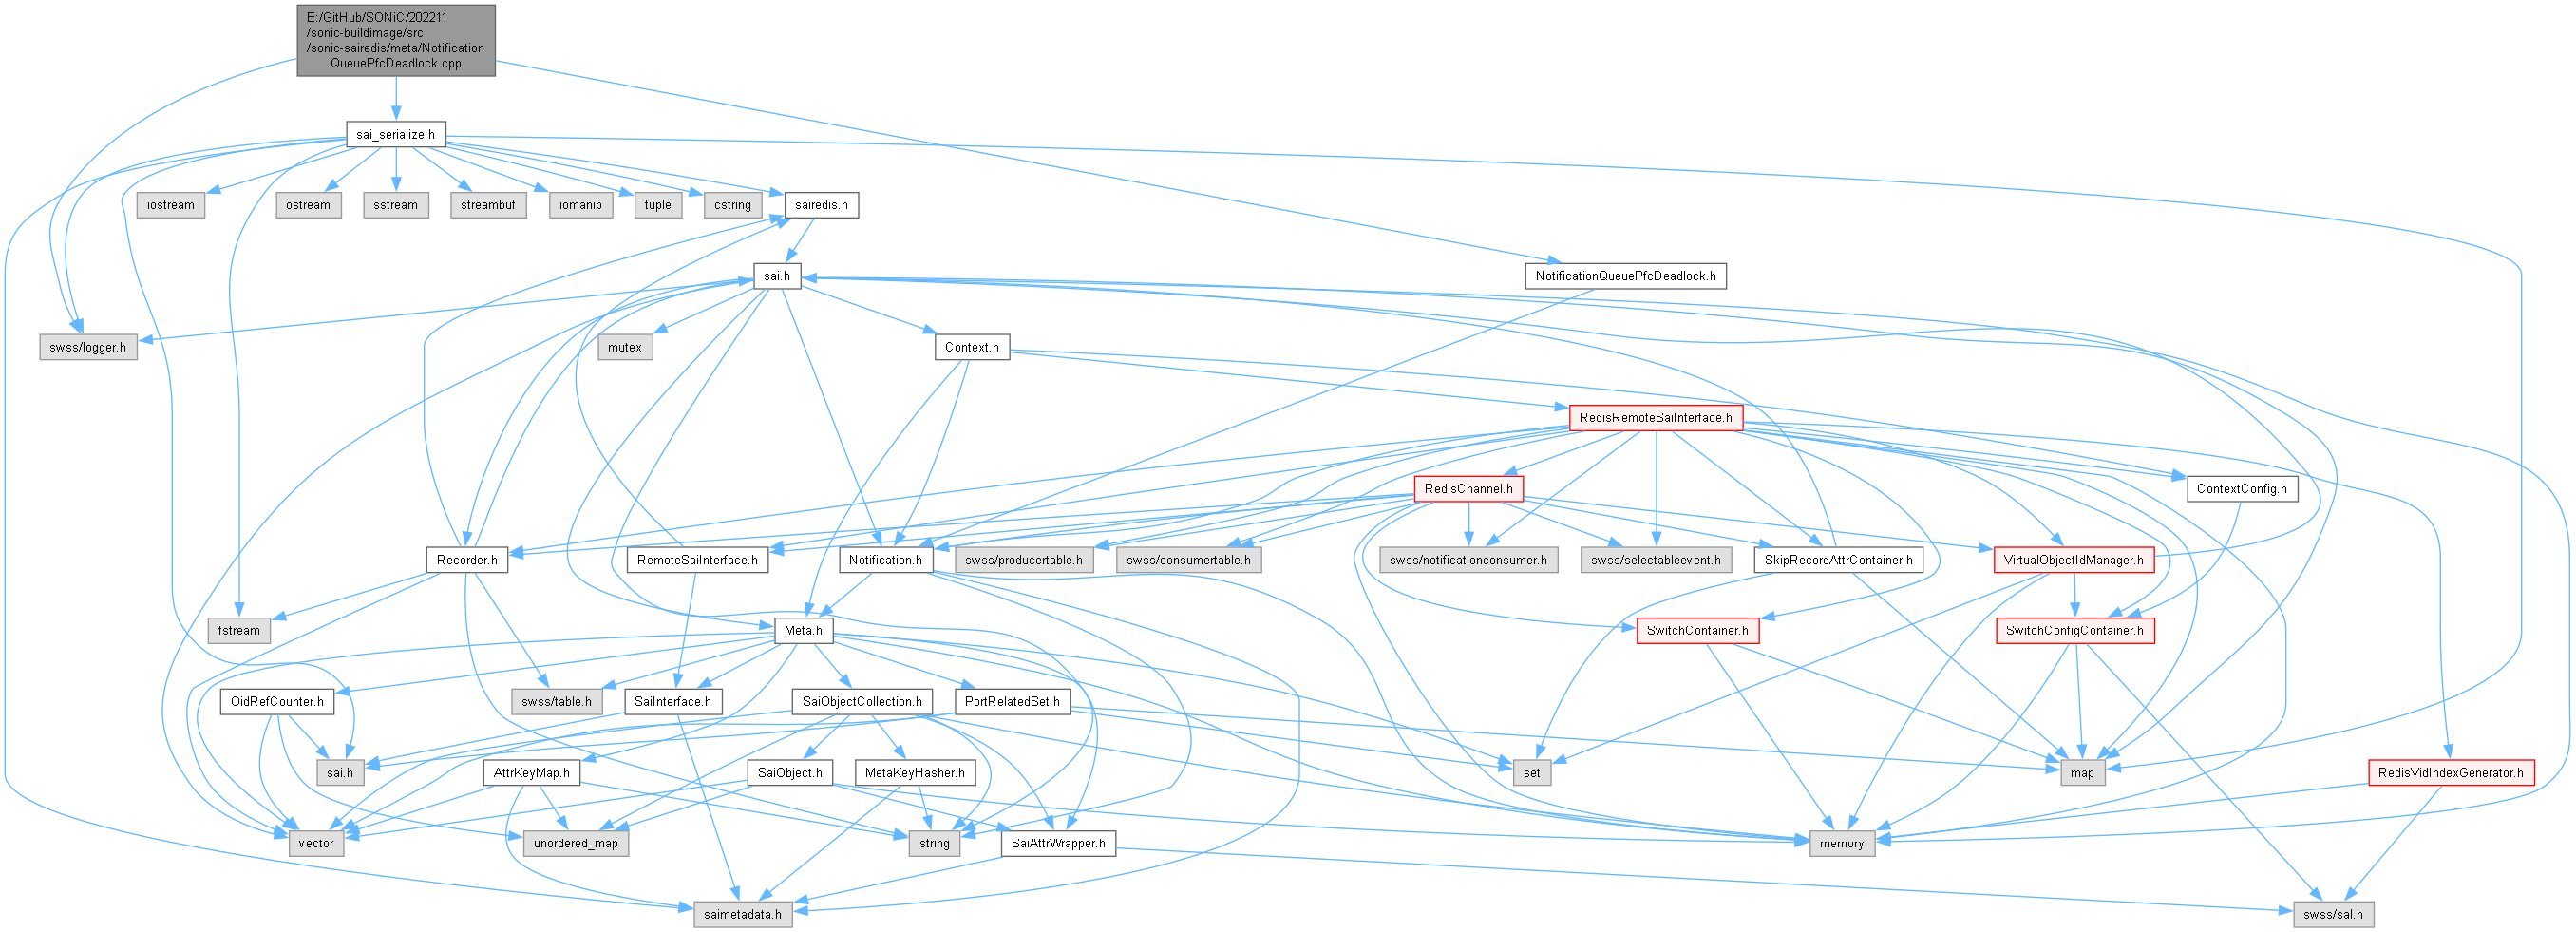 E:/GitHub/SONiC/202211
/sonic-buildimage/src
/sonic-sairedis/meta/Notification
QueuePfcDeadlock.cpp
sai_serialize.h
iostream
ostream
sstream
streambuf
iomanip
tuple
cstring
sairedis.h
sai.h
NotificationQueuePfcDeadlock.h
swss/logger.h
mutex
Context.h
RedisRemoteSaiInterface.h
RedisChannel.h
ContextConfig.h
Recorder.h
RemoteSaiInterface.h
Notification.h
swss/producertable.h
swss/consumertable.h
swss/notificationconsumer.h
swss/selectableevent.h
SkipRecordAttrContainer.h
VirtualObjectIdManager.h
fstream
Meta.h
SwitchContainer.h
SwitchConfigContainer.h
OidRefCounter.h
swss/table.h
SaiInterface.h
SaiObjectCollection.h
PortRelatedSet.h
sai.h
AttrKeyMap.h
SaiObject.h
MetaKeyHasher.h
set
map
RedisVidIndexGenerator.h
vector
unordered_map
string
SaiAttrWrapper.h
memory
saimetadata.h
swss/sal.h